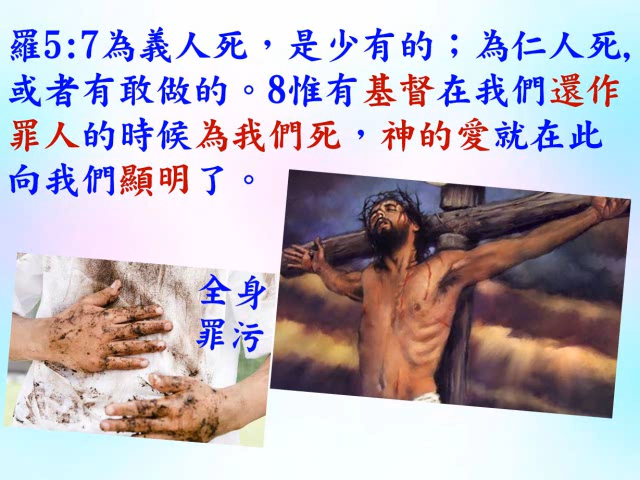 羅5:7為義人死，是少有的；為仁人死,
或者有敢做的。8惟有基督在我們還作
罪人的時候為我們死，神的愛就在此
向我們顯明了。
全身
罪污